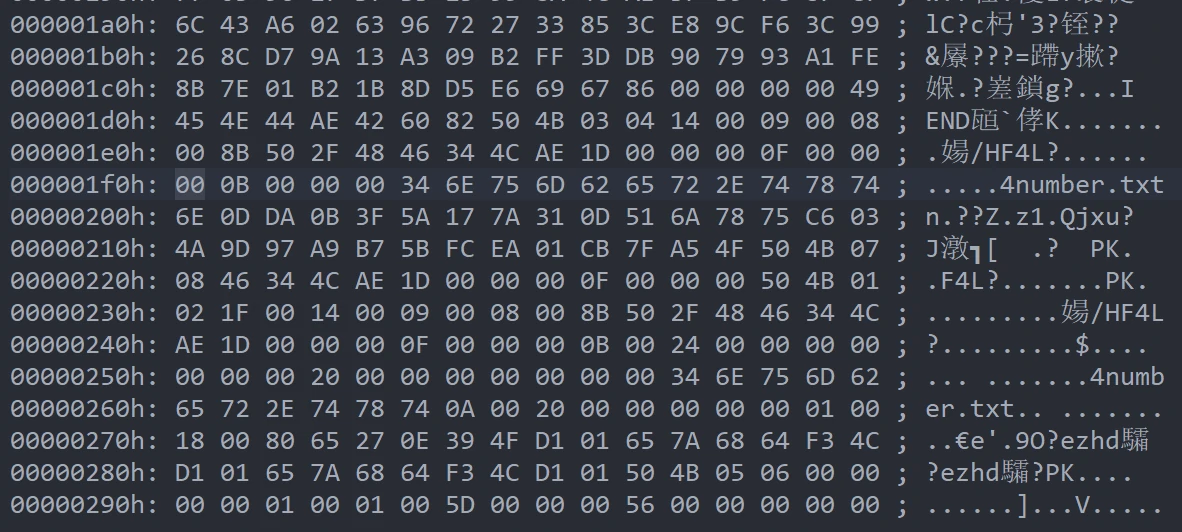 000001a0h: 6C 43 A6 02 63 96 72 27 33 85 3C E8 9C F6 3C 99 ; lC?c杩'3?铚??
000001b0h: 26 8C D7 9A 13 A3 09 B2 FF 3D DB 90 79 93 A1 FE ; &屪???=蹛y摗?
000001c0h: 8B 7E 01 B2 1B 8D D5 E6 69 67 86 00 00 00 00 49 ; 媬.?嵳鎖g?...I
000001d0h: 45 4E 44 AE 42 60 82 50 4B 03 04 14 00 09 00 08 ; END瓸`侾K.......
000001e0h: 00 8B 50 2F 48 46 34 4C AE 1D 00 00 00 0F 00 00 ; .婸/HF4L?......
000001f0h: 00 0B 00 00 00 34 6E 75 6D 62 65 72 2E 74 78 74 ; .....4number.txt
00000200h: 6E 0D DA 0B 3F 5A 17 7A 31 0D 51 6A 78 75 C6 03 ; n.??Z.z1.Qjxu?
00000210h: 4A 9D 97 A9 B7 5B FC EA 01 CB 7F A5 4F 50 4B 07 ; J潡┓[ .? PK.
00000220h: 08 46 34 4C AE 1D 00 00 00 0F 00 00 00 50 4B 01 ; .F4L?.......PK.
00000230h: 02 1F 00 14 00 09 00 08 00 8B 50 2F 48 46 34 4C ; .........婸/HF4L
00000240h: AE 1D 00 00 00 0F 00 00 00 0B 00 24 00 00 00 00 ; ?.........$....
00000250h: 00 00 00 20 00 00 00 00 00 00 00 34 6E 75 6D 62 ; ... .......4numb
00000260h: 65 72 2E 74 78 74 0A 00 20 00 00 00 00 00 01 00 ; er.txt.. .......
00000270h: 18 00 80 65 27 0E 39 4F D1 01 65 7A 68 64 F3 4C ; ..€e'.9O?ezhd驦
00000280h: D1 01 65 7A 68 64 F3 4C D1 01 50 4B 05 06 00 00 ; ?ezhd驦?PK....
00000290h: 00 00 01 00 01 00 5D 00 00 00 56 00 00 00 00 00 ; ......]...V.....